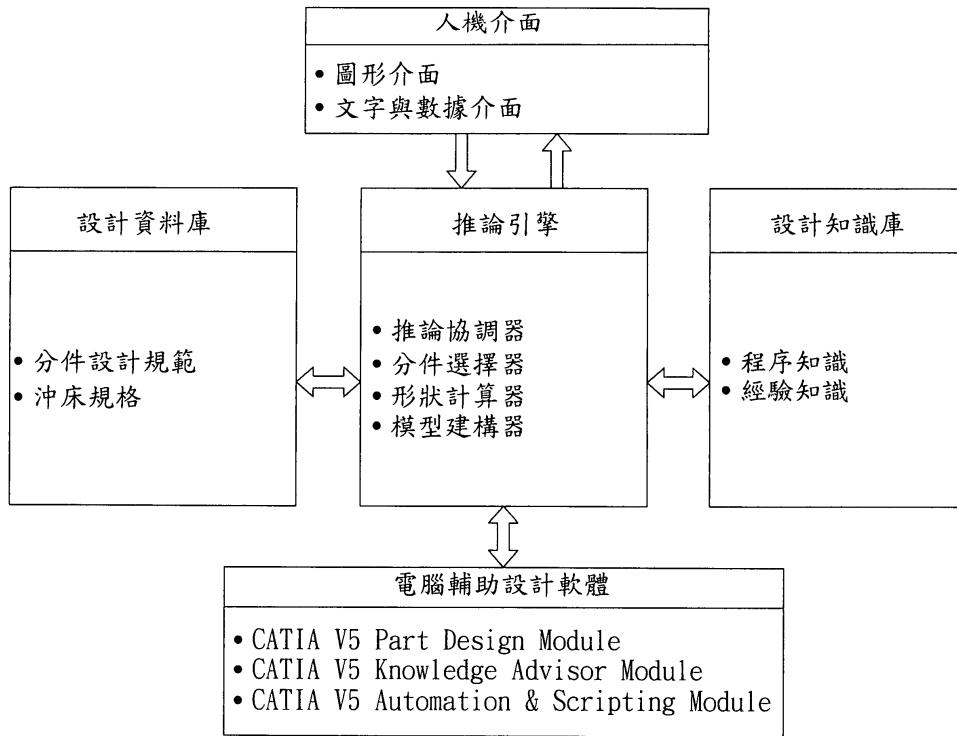 人機介面
• 圖形介面
• 文字與數據介面
設計資料庫
• 分件設計規範
• 沖床規格
推論引擎
• 推論協調器
• 分件選擇器
• 形狀計算器
• 模型建構器
設計知識庫
• 程序知識
• 經驗知識
電腦輔助設計軟體
• CATIA V5 Part Design Module
• CATIA V5 Knowledge Advisor Module
• CATIA V5 Automation & Scripting Module